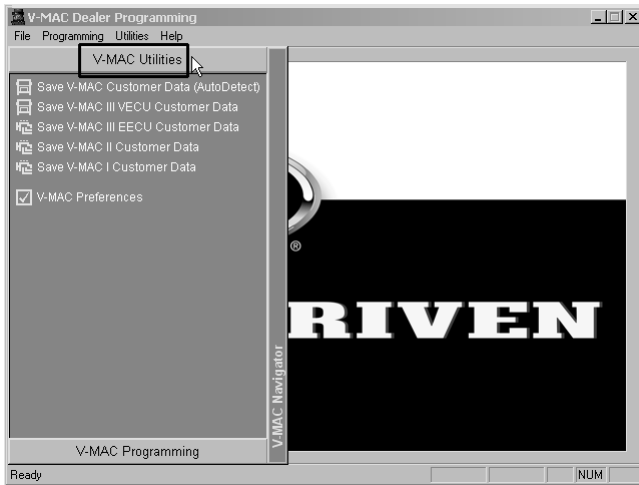 V-MAC Dealer Programming
File Programming Utilities Help
V-MAC Utilities
Save V-MAC Customer Data (AutoDetect)
Save V-MAC III VECU Customer Data
Save V-MAC III EECU Customer Data
Save V-MAC II Customer Data
Save V-MAC I Customer Data
V-MAC Preferences
®
RIVEN
V-MAC Navigator
V-MAC Programming
Ready NUM